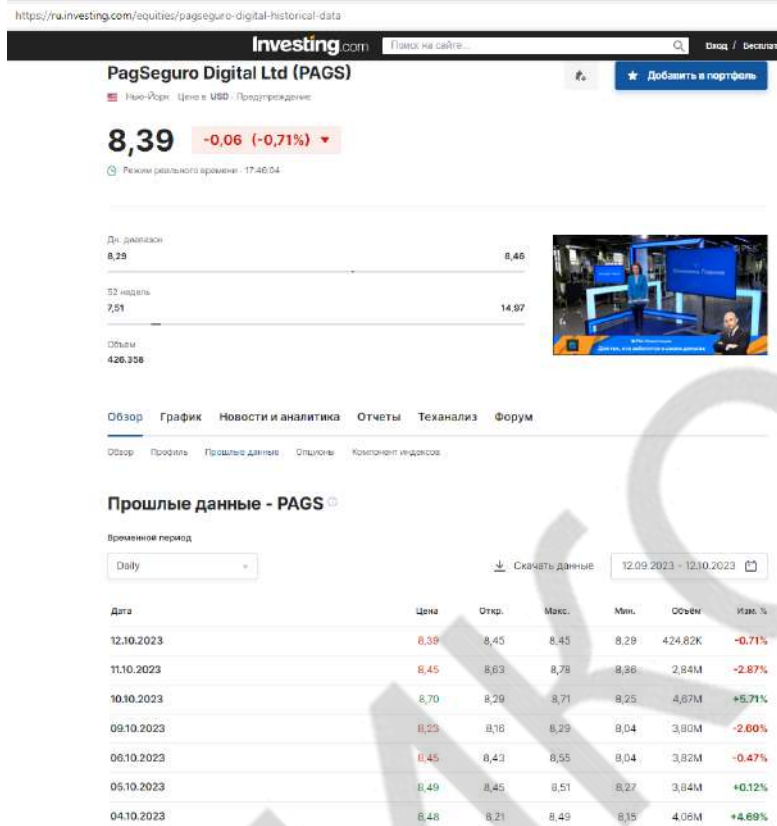 https://ru.investing.com/equities/pagseguro-digital-historical-data
Investing.com Поиск на сайте... Вход / Бесплат
PagSeguro Digital Ltd (PAGS) Добавить в портфель
Нью-Йорк Цена в USD · Предупреждение
8,39 -0,06 (-0,71%)
Режим реального времени · 17:46:04
Дн. диапазон
8,29 8,46
52 недель
7,51 14,97
Объём
426.358
Обзор График Новости и аналитика Отчеты Теханализ Форум
Обзор Профиль Прошлые данные Опционы Компонент индексов
Прошлые данные - PAGS
Временной период
Daily Скачать данные 12.09.2023 - 12.10.2023
Дата Цена Откр. Макс. Мин. Объём Изм. %
12.10.2023 8,39 8,45 8,45 8,29 424,82K -0.71%
11.10.2023 8,45 8,63 8,78 8,36 2,84M -2.87%
10.10.2023 8,70 8,29 8,71 8,25 4,67M +5.71%
09.10.2023 8,23 8,16 8,29 8,04 3,80M -2.60%
06.10.2023 8,45 8,43 8,55 8,04 3,82M -0.47%
05.10.2023 8,49 8,45 8,51 8,27 3,84M +0.12%
04.10.2023 8,48 8,21 8,49 8,15 4,06M +4.69%